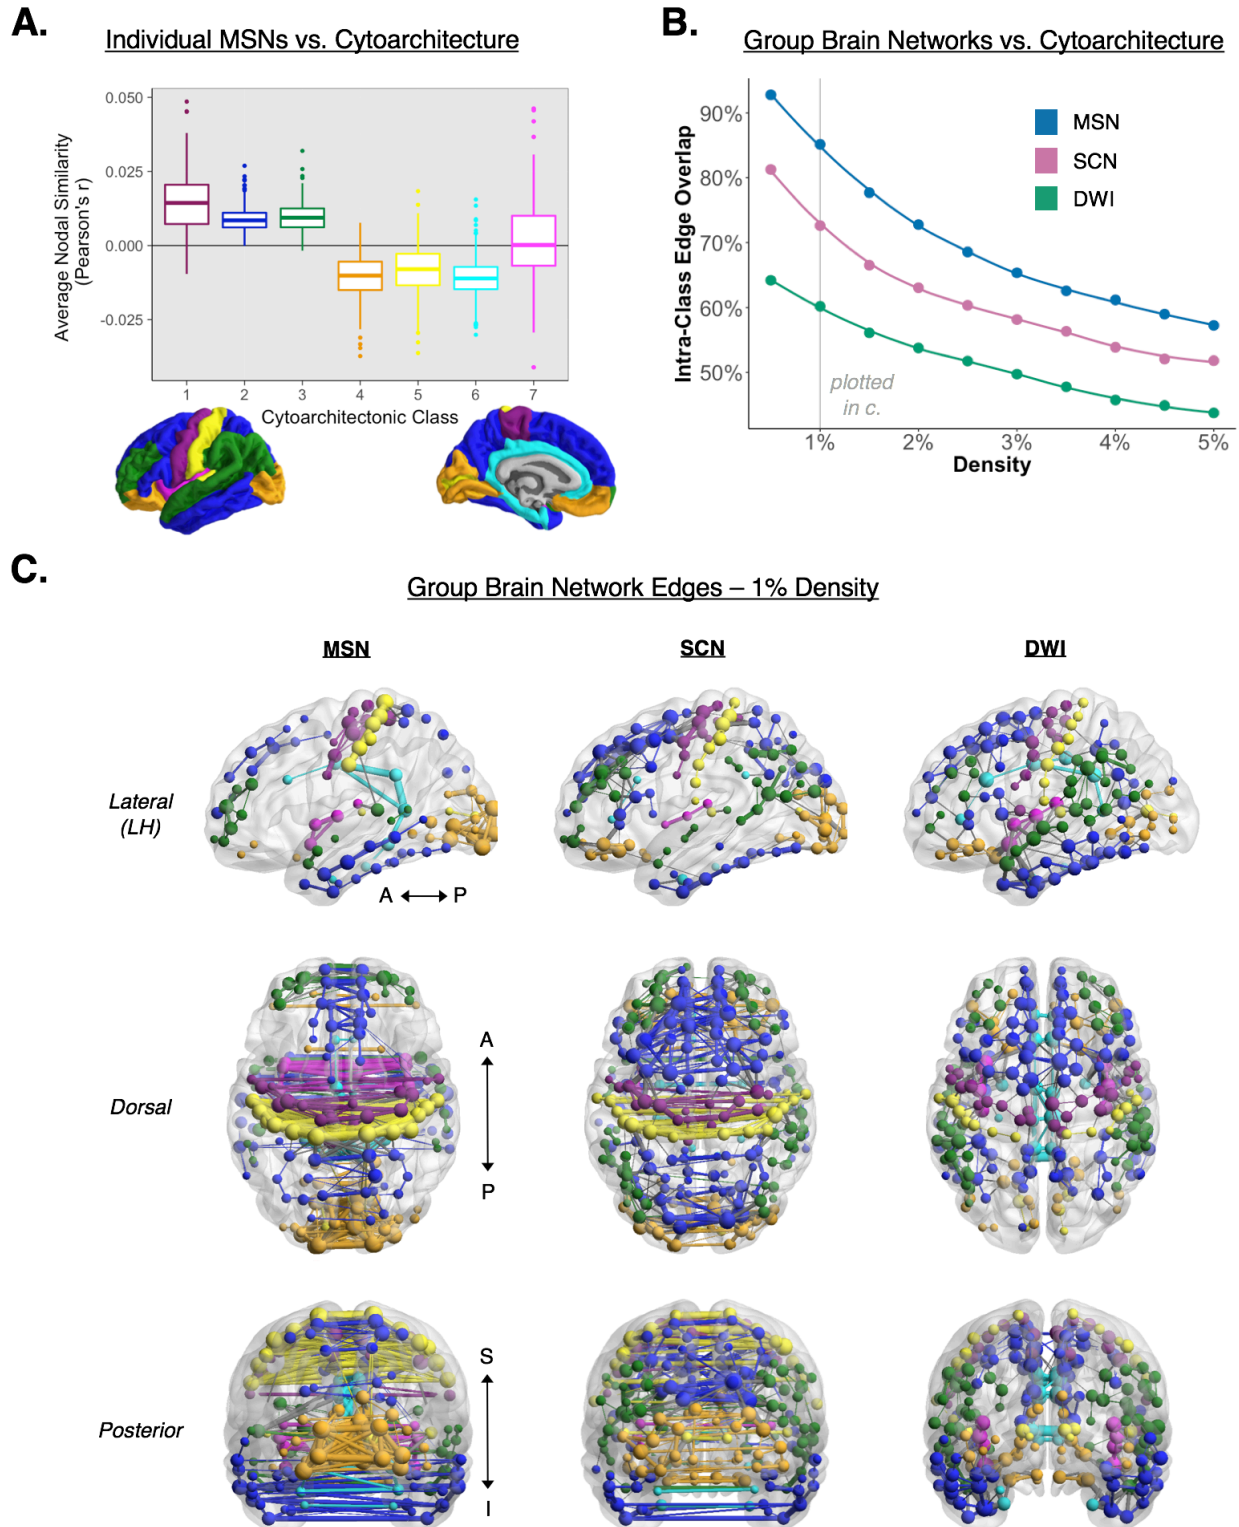 A.
Individual MSNs vs. Cytoarchitecture
Average Nodal Similarity
(Pearson's r)
0.050
0.025
0.000
-0.025
1 2 3 4 5 6 7
Cytoarchitectonic Class
B.
Group Brain Networks vs. Cytoarchitecture
Intra-Class Edge Overlap
90%
80%
70%
60%
50%
MSN
SCN
DWI
plotted
in c.
1% 2% 3% 4% 5%
Density
C.
Group Brain Network Edges – 1% Density
MSN SCN DWI
Lateral
(LH)
A P
Dorsal
A
P
Posterior
S
I